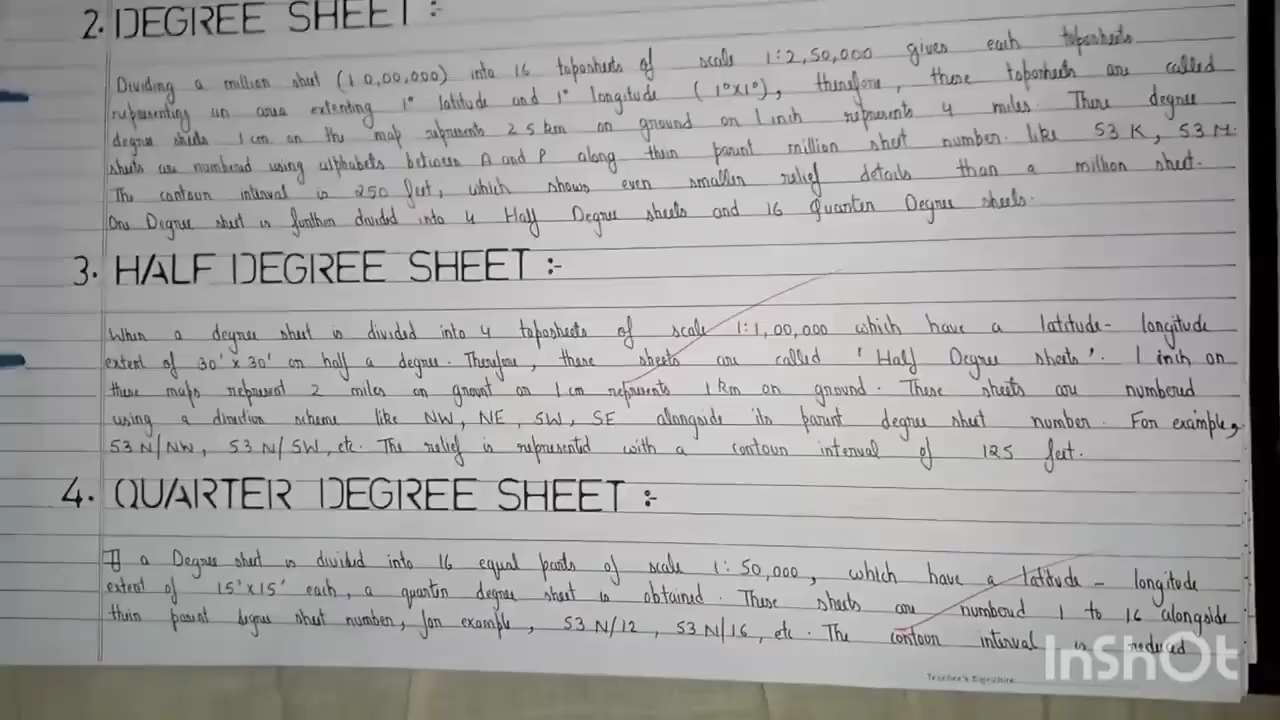 2. DEGREE SHEET :-
Dividing a million sheet (10,00,000) into 16 toposheets of scale 1:2,50,000 gives each toposheets
representing an area extending 1° latitude and 1° longitude (1°x1°), therefore, these toposheets are called
degree sheets 1 cm on the map represents 2.5 km on ground or 1 inch represents 4 miles. These degree
sheets are numbered using alphabets between A and P along their parent million sheet number. like 53 K, 53 M.
The contour interval is 250 feet, which shows even smaller relief details than a million sheet.
One Degree sheet is further divided into 4 Half Degree sheets and 16 Quarter Degree sheets.
3. HALF DEGREE SHEET :-
When a degree sheet is divided into 4 toposheets of scale 1:1,00,000 which have a latitude- longitude
extent of 30'x 30' or half a degree. Therefore, these sheets are called 'Half Degree sheets'. 1 inch on
these maps represent 2 miles on ground or 1 cm represents 1 km on ground. These sheets are numbered
using a direction scheme like NW, NE, SW, SE alongside its parent degree sheet number. For example,
53 N/NW, 53 N/SW, etc. The relief is represented with a contour interval of 125 feet.
4. QUARTER DEGREE SHEET :-
If a Degree sheet is divided into 16 equal parts of scale 1: 50,000, which have a latitude - longitude
extent of 15'x15' each, a quarter degree sheet is obtained. These sheets are numbered 1 to 16 alongside
their parent degree sheet number, for example, 53 N/12, 53 N/16, etc. The contour interval is reduced
Teacher's Signature
InShOt